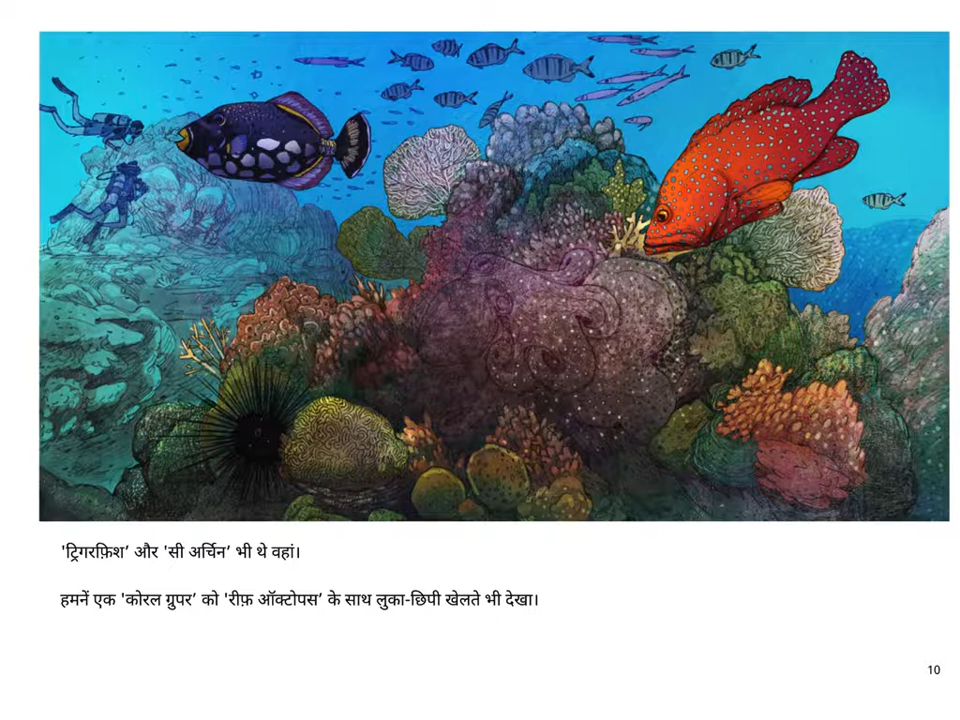 'ट्रिगरफ़िश’ और 'सी अर्चिन’ भी थे वहां।
हमनें एक 'कोरल ग्रुपर’ को 'रीफ़ ऑक्टोपस’ के साथ लुका-छिपी खेलते भी देखा।
10